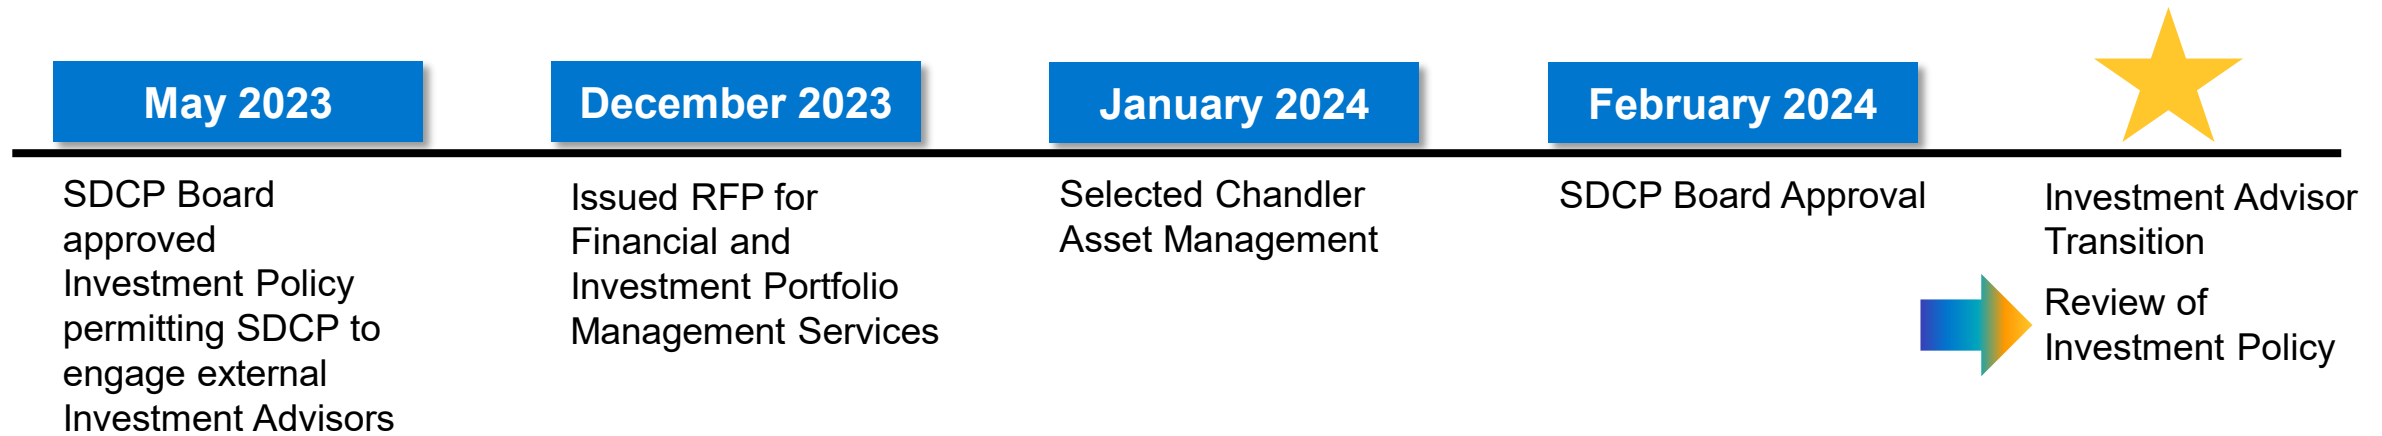 May 2023
SDCP Board
approved
Investment Policy
permitting SDCP to
engage external
Investment Advisors
December 2023
Issued RFP for
Financial and
Investment Portfolio
Management Services
January 2024
Selected Chandler
Asset Management
February 2024
SDCP Board Approval
Investment Advisor
Transition
Review of
Investment Policy